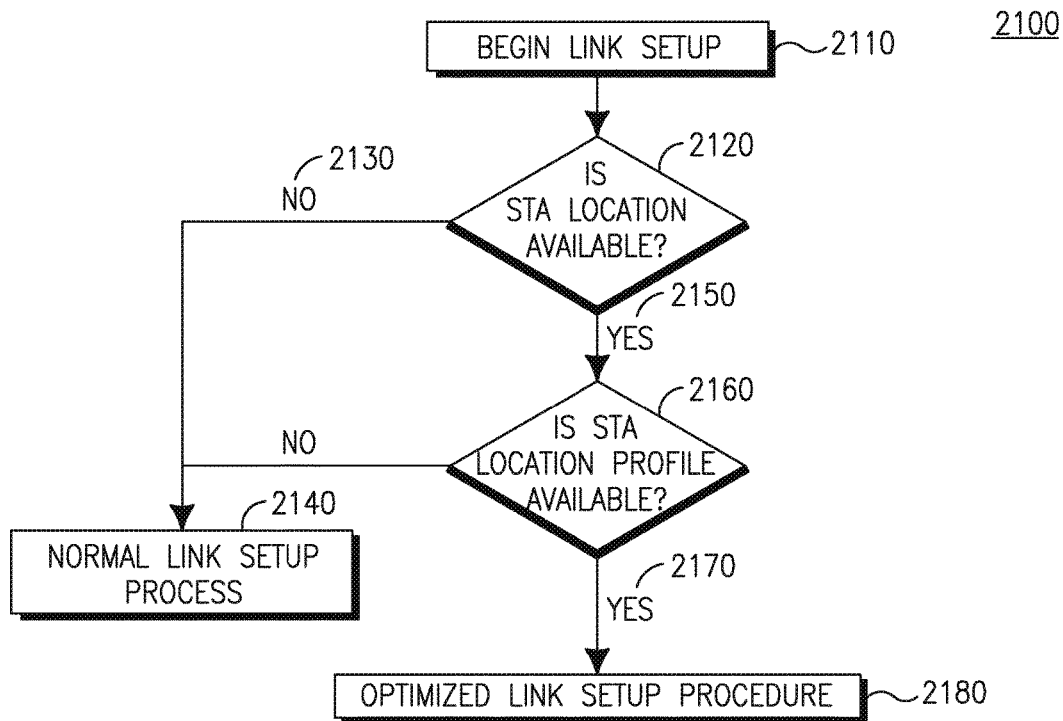 2100
BEGIN LINK SETUP
2110
2120
IS
STA LOCATION
AVAILABLE?
2130
NO
2150
YES
2160
IS STA
LOCATION PROFILE
AVAILABLE?
NO
2140
NORMAL LINK SETUP
PROCESS
2170
YES
OPTIMIZED LINK SETUP PROCEDURE
2180